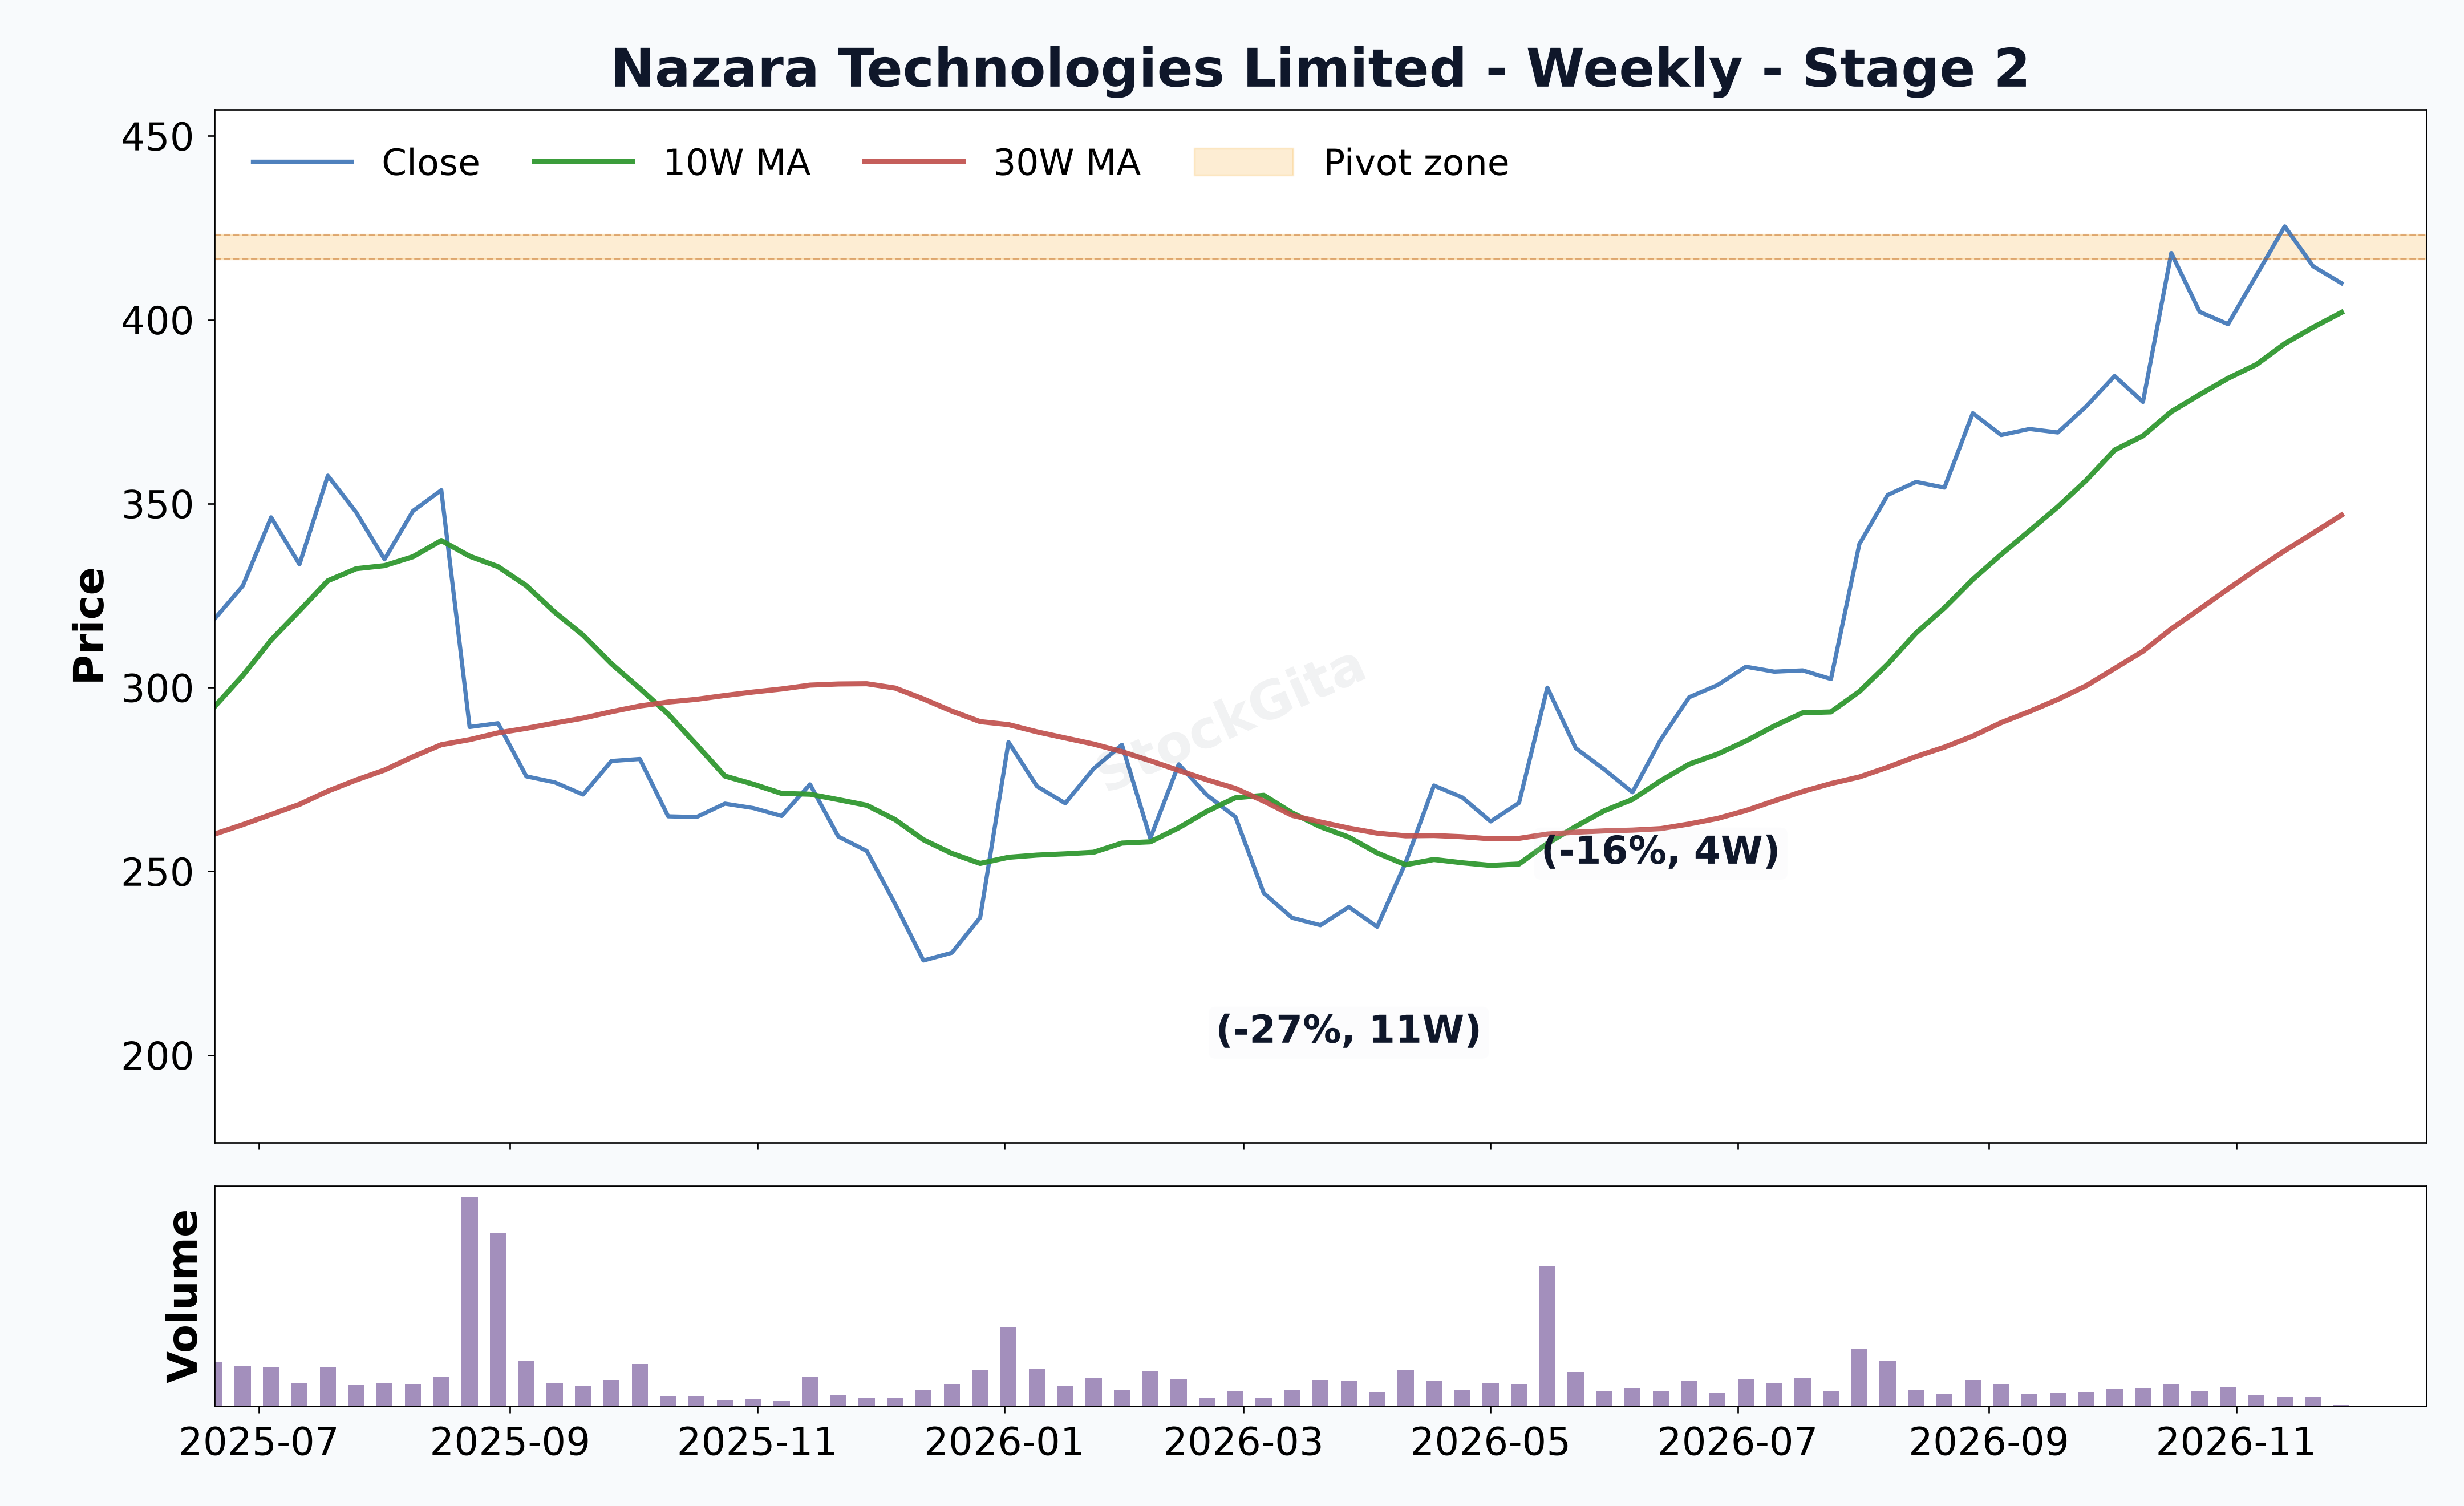 Nazara Technologies Limited - Weekly - Stage 2
Close 10W MA 30W MA Pivot zone
450
400
350
300
250
200
Price
StockGita
(-16%, 4W)
(-27%, 11W)
Volume
2025-07 2025-09 2025-11 2026-01 2026-03 2026-05 2026-07 2026-09 2026-11